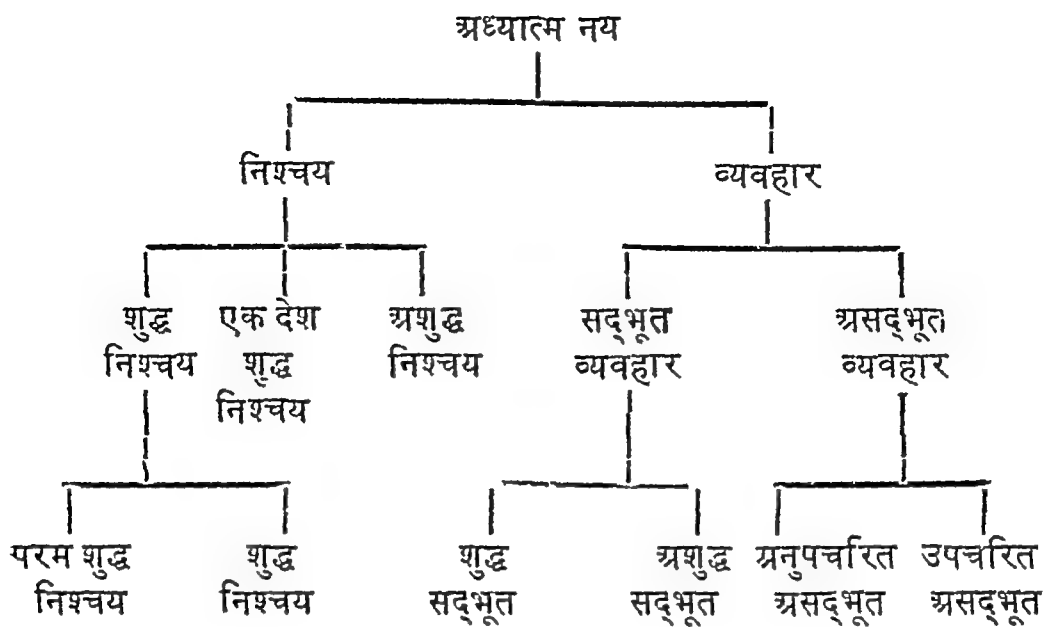 अध्यात्म नय
निश्चय व्यवहार
शुद्ध एक देश अशुद्ध सद्भूत असद्भूत
निश्चय शुद्ध निश्चय व्यवहार व्यवहार
निश्चय
परम शुद्ध शुद्ध शुद्ध अशुद्ध अनुपचरित उपचरित
निश्चय निश्चय सद्भूत सद्भूत असद्भूत असद्भूत